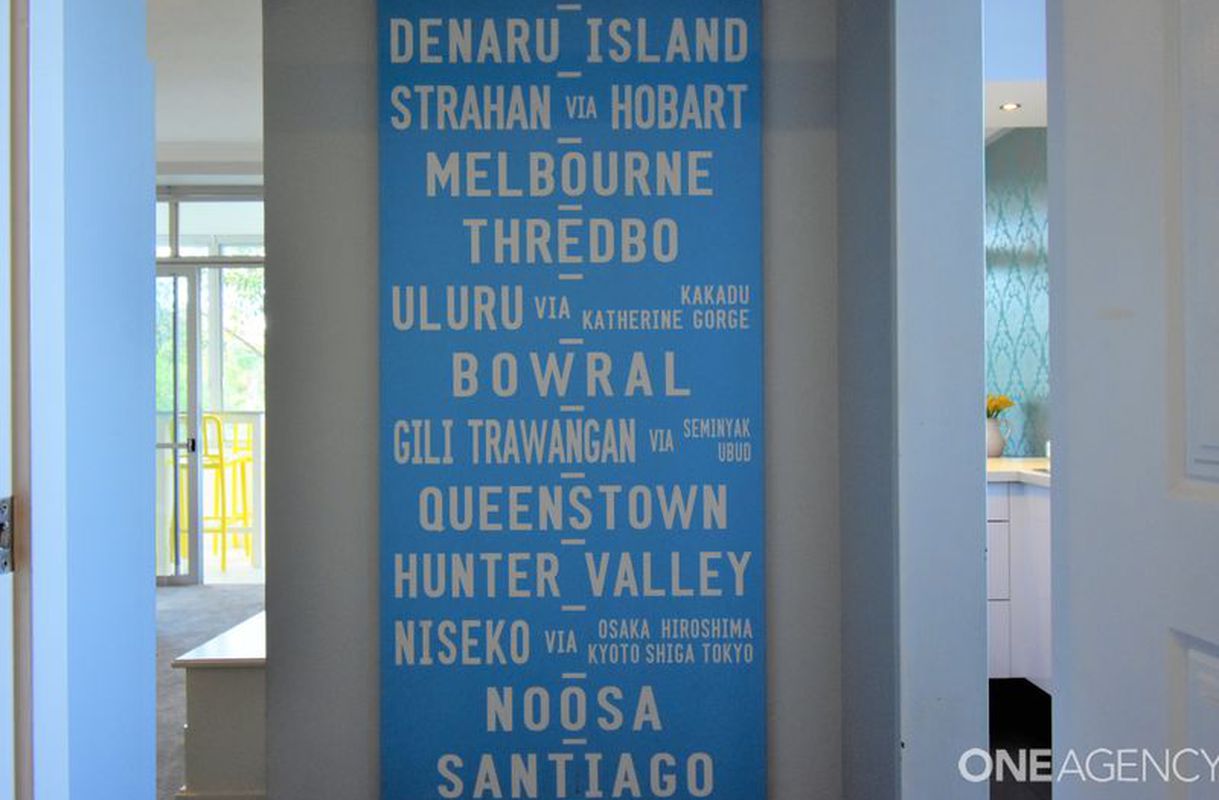 DENARU ISLAND
STRAHAN VIA HOBART
MELBOURNE
THREDBO
ULURU VIA KAKADU
KATHERINE GORGE
BOWRAL
GILI TRAWANGAN VIA SEMINYAK
UBUD
QUEENSTOWN
HUNTER VALLEY
NISEKO VIA OSAKA HIROSHIMA
KYOTO SHIGA TOKYO
NOOSA
SANTIAGO
ONEAGENCY